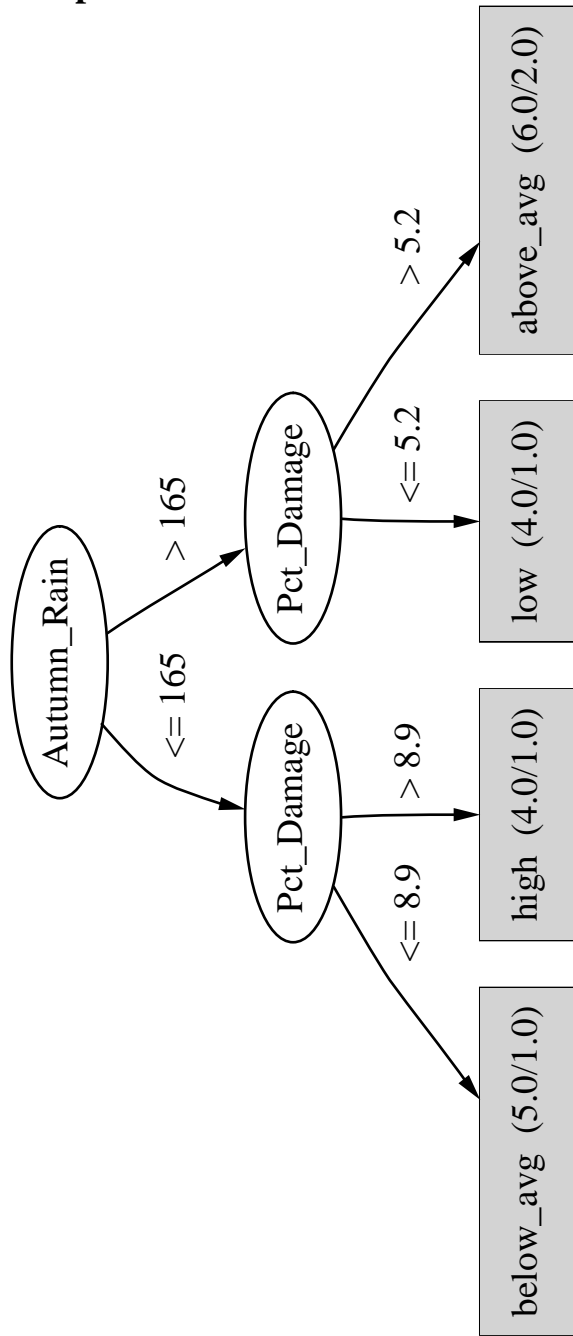 Autumn_Rain
<= 165
> 165
Pct_Damage
Pct_Damage
<= 8.9
> 8.9
<= 5.2
> 5.2
below_avg (5.0/1.0)
high (4.0/1.0)
low (4.0/1.0)
above_avg (6.0/2.0)